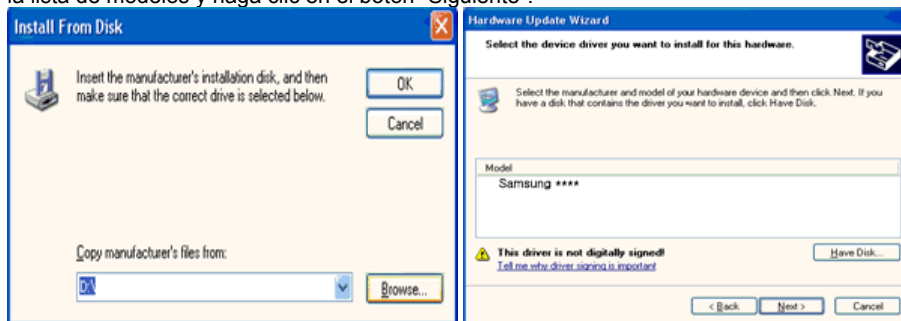 la lista de modelos y haga clic en el botón "Siguiente".
Install From Disk
Insert the manufacturer's installation disk, and then
make sure that the correct drive is selected below.
OK
Cancel
Copy manufacturer's files from:
D:\
Browse...
Hardware Update Wizard
Select the device driver you want to install for this hardware.
Select the manufacturer and model of your hardware device and then click Next. If you
have a disk that contains the driver you want to install, click Have Disk.
Model
Samsung ****
This driver is not digitally signed!
Tell me why driver signing is important
Have Disk...
< Back
Next >
Cancel